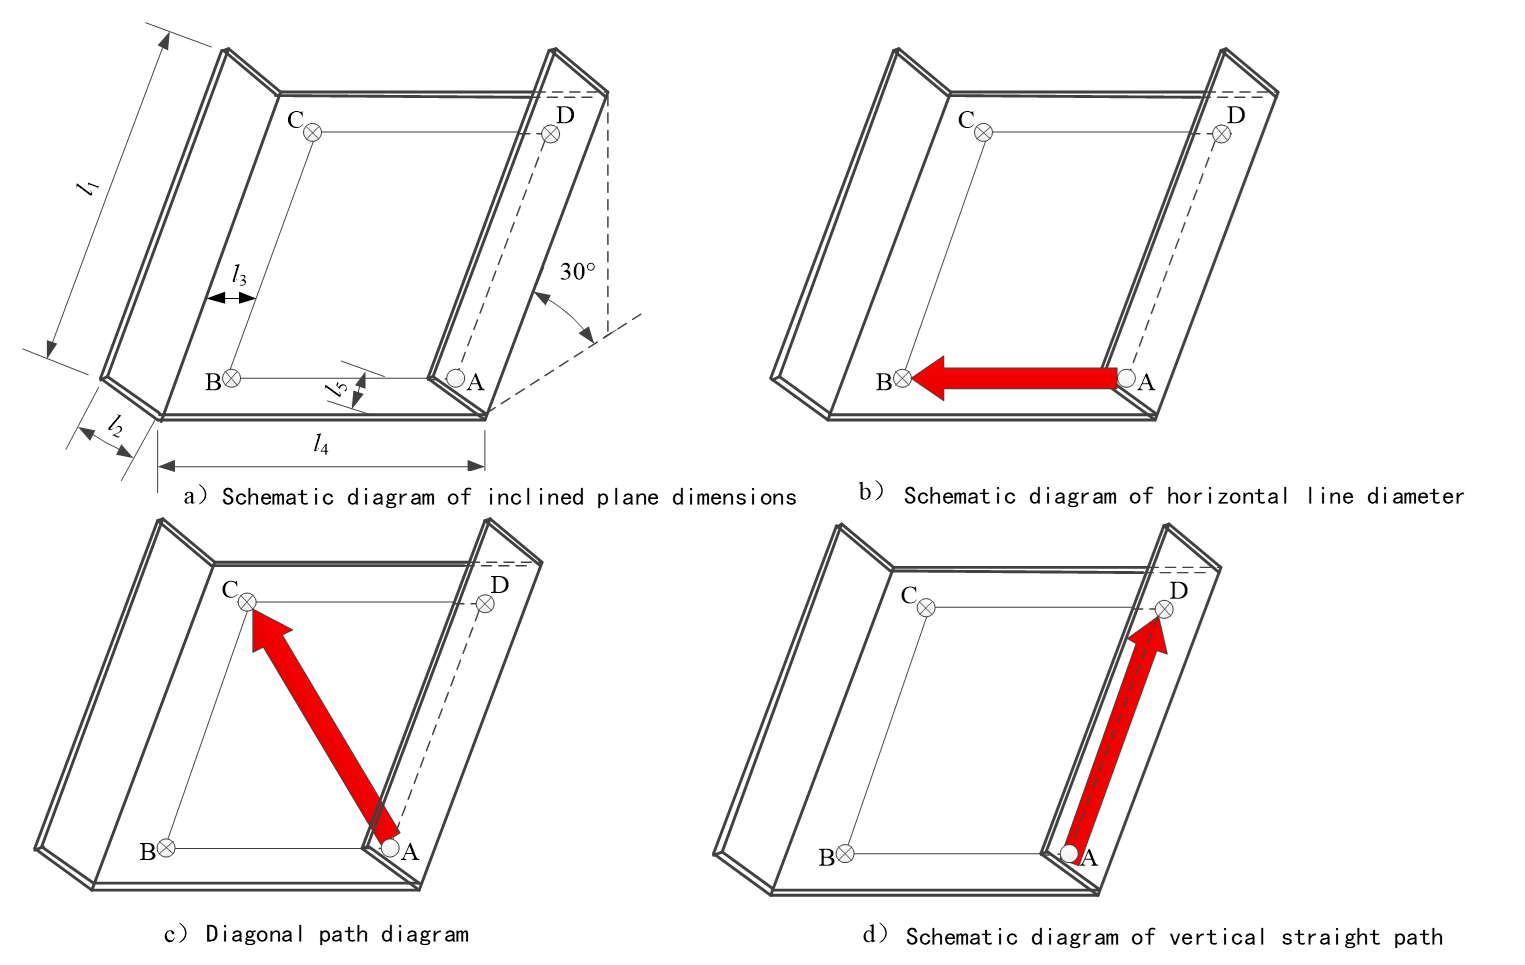 C
D
C
D
l1
30°
l3
B
l5
A
B
A
l2
l4
a) Schematic diagram of inclined plane dimensions
b) Schematic diagram of horizontal line diameter
C
D
C
D
B
A
B
A
c) Diagonal path diagram
d) Schematic diagram of vertical straight path